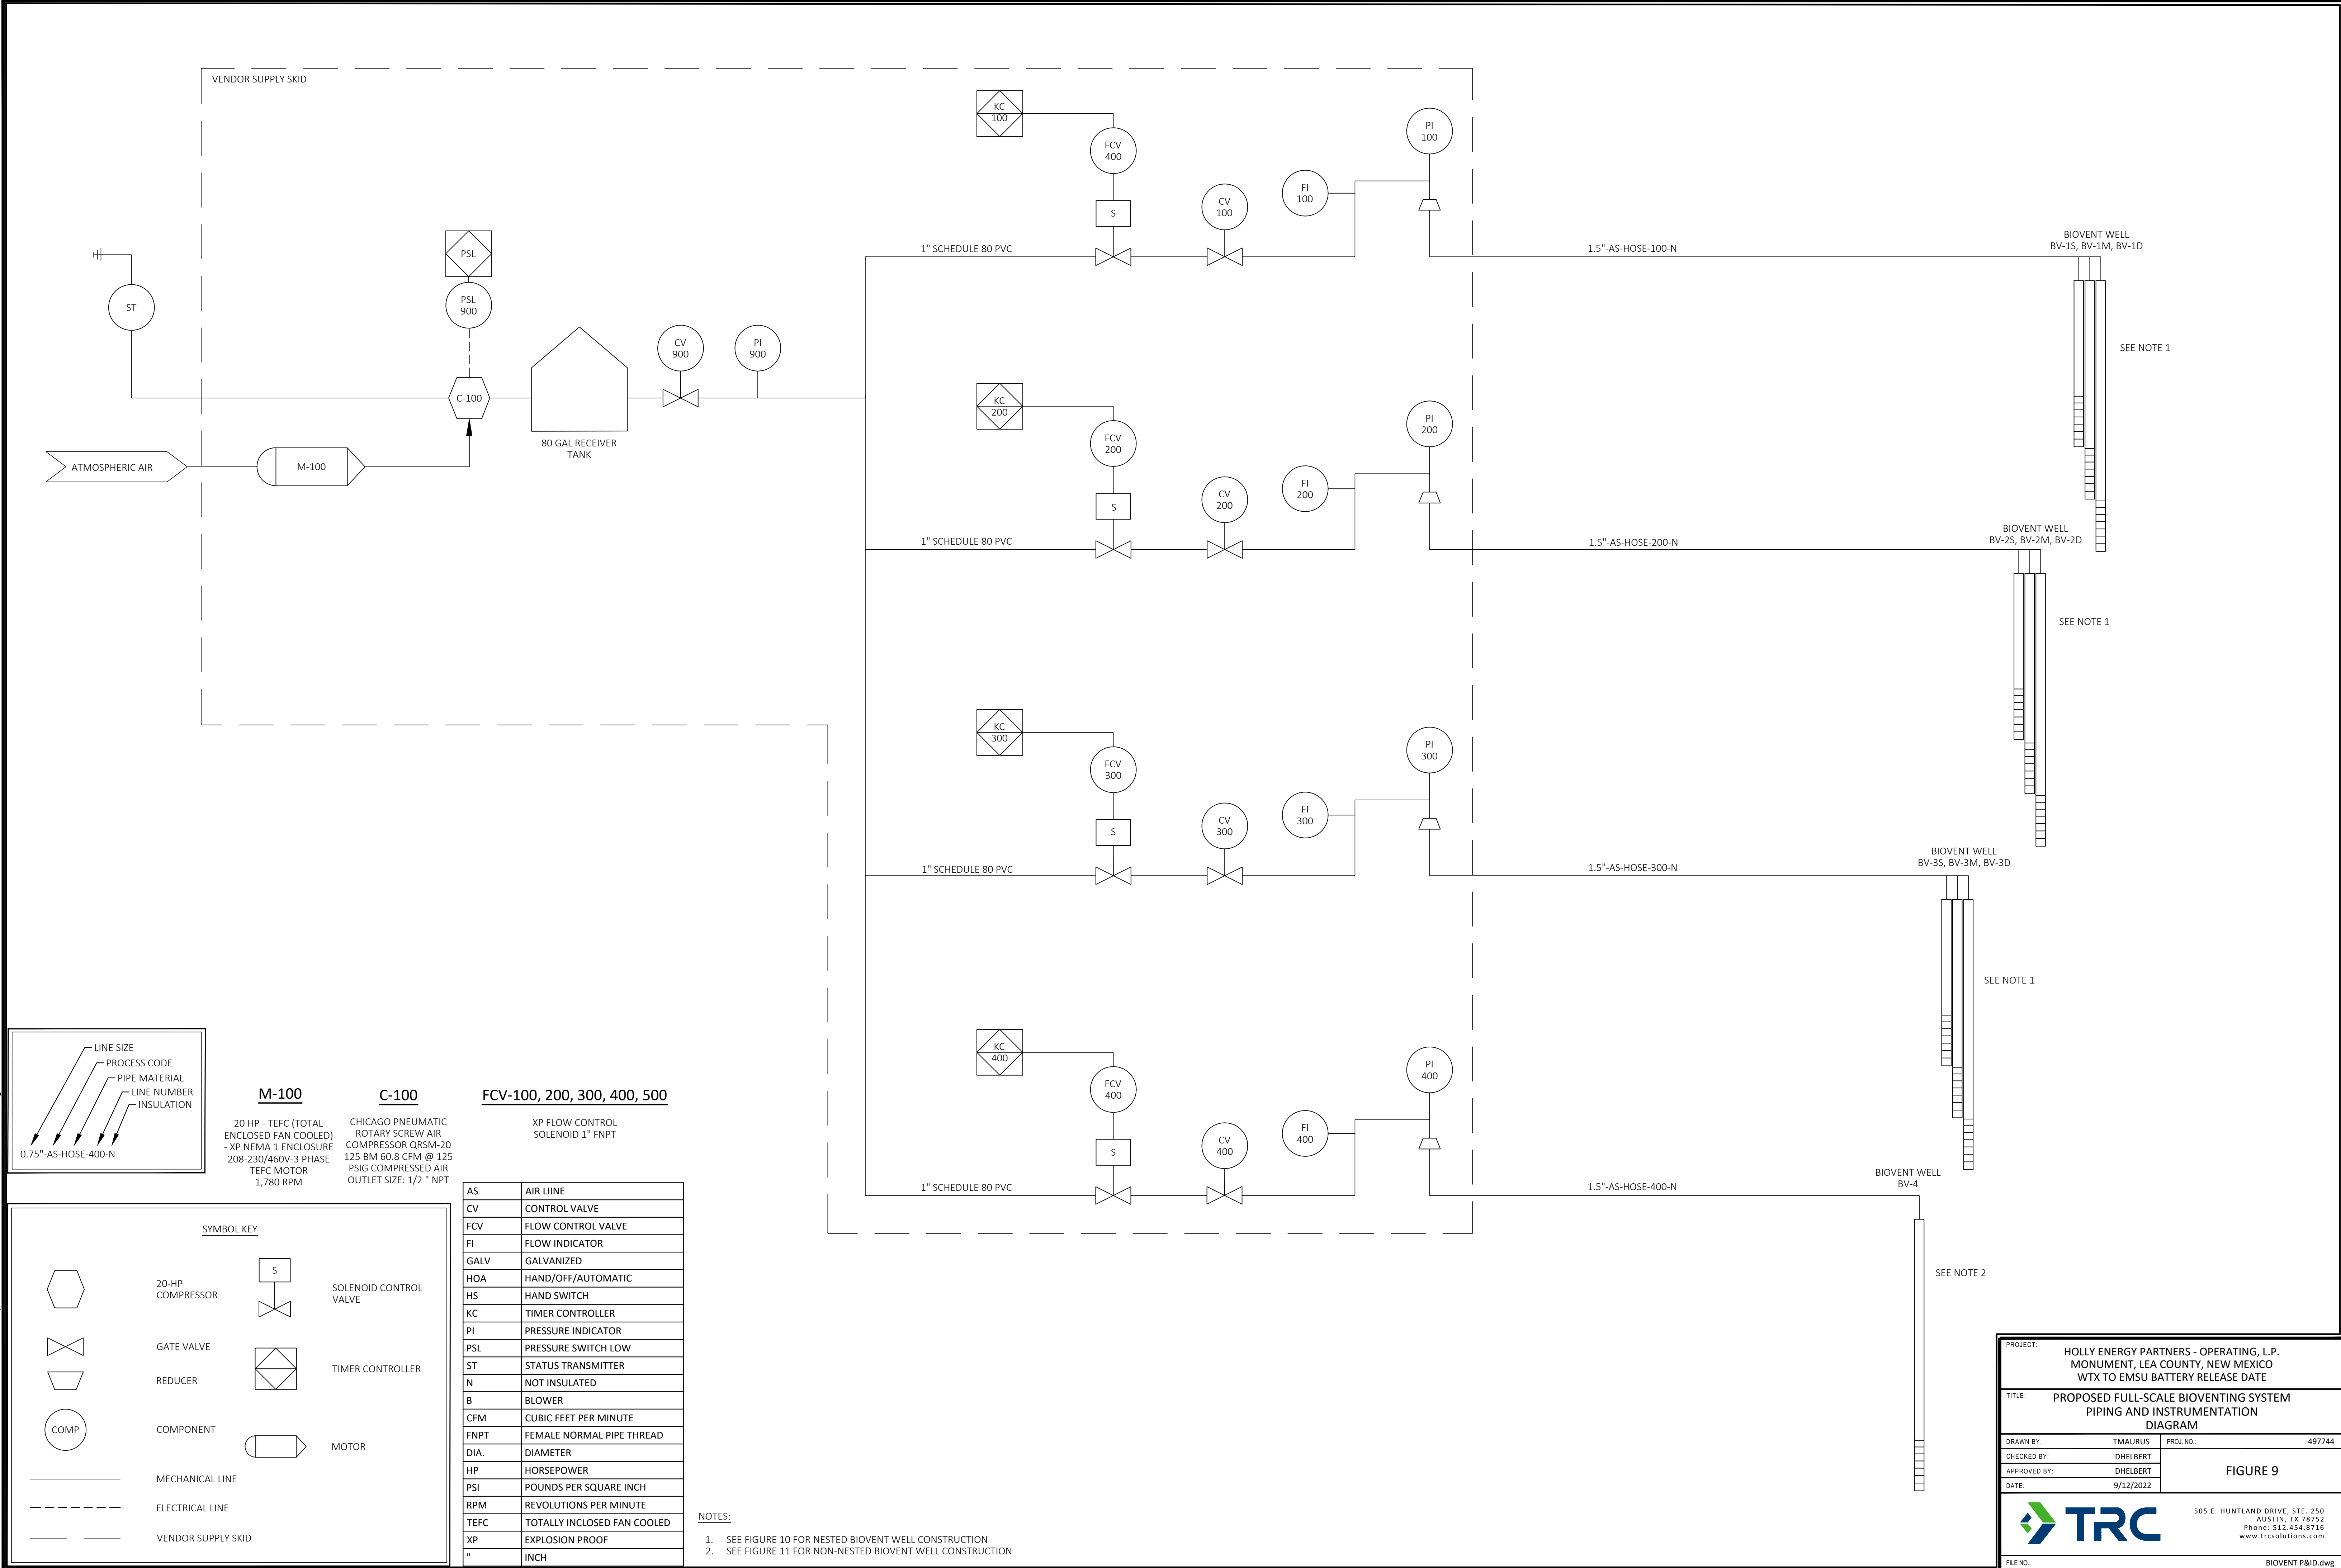 VENDOR SUPPLY SKID
KC
100
FCV
400
S
CV
100
FI
100
PI
100
1" SCHEDULE 80 PVC
1.5"-AS-HOSE-100-N
BIOVENT WELL
BV-1S, BV-1M, BV-1D
SEE NOTE 1
ST
PSL
PSL
900
C-100
80 GAL RECEIVER
TANK
CV
900
PI
900
ATMOSPHERIC AIR
M-100
KC
200
FCV
200
S
CV
200
FI
200
PI
200
1" SCHEDULE 80 PVC
1.5"-AS-HOSE-200-N
BIOVENT WELL
BV-2S, BV-2M, BV-2D
SEE NOTE 1
KC
300
FCV
300
S
CV
300
FI
300
PI
300
1" SCHEDULE 80 PVC
1.5"-AS-HOSE-300-N
BIOVENT WELL
BV-3S, BV-3M, BV-3D
SEE NOTE 1
KC
400
FCV
400
S
CV
400
FI
400
PI
400
1" SCHEDULE 80 PVC
1.5"-AS-HOSE-400-N
BIOVENT WELL
BV-4
SEE NOTE 2
LINE SIZE
PROCESS CODE
PIPE MATERIAL
LINE NUMBER
INSULATION
0.75"-AS-HOSE-400-N
M-100
20 HP - TEFC (TOTAL
ENCLOSED FAN COOLED)
- XP NEMA 1 ENCLOSURE
208-230/460V-3 PHASE
TEFC MOTOR
1,780 RPM
C-100
CHICAGO PNEUMATIC
ROTARY SCREW AIR
COMPRESSOR QRSM-20
125 BM 60.8 CFM @ 125
PSIG COMPRESSED AIR
OUTLET SIZE: 1/2 " NPT
FCV-100, 200, 300, 400, 500
XP FLOW CONTROL
SOLENOID 1" FNPT
SYMBOL KEY
20-HP
COMPRESSOR
S
SOLENOID CONTROL
VALVE
GATE VALVE
TIMER CONTROLLER
REDUCER
COMP
COMPONENT
MOTOR
MECHANICAL LINE
ELECTRICAL LINE
VENDOR SUPPLY SKID
AS AIR LIINE
CV CONTROL VALVE
FCV FLOW CONTROL VALVE
FI FLOW INDICATOR
GALV GALVANIZED
HOA HAND/OFF/AUTOMATIC
HS HAND SWITCH
KC TIMER CONTROLLER
PI PRESSURE INDICATOR
PSL PRESSURE SWITCH LOW
ST STATUS TRANSMITTER
N NOT INSULATED
B BLOWER
CFM CUBIC FEET PER MINUTE
FNPT FEMALE NORMAL PIPE THREAD
DIA. DIAMETER
HP HORSEPOWER
PSI POUNDS PER SQUARE INCH
RPM REVOLUTIONS PER MINUTE
TEFC TOTALLY INCLOSED FAN COOLED
XP EXPLOSION PROOF
" INCH
NOTES:
1. SEE FIGURE 10 FOR NESTED BIOVENT WELL CONSTRUCTION
2. SEE FIGURE 11 FOR NON-NESTED BIOVENT WELL CONSTRUCTION
PROJECT:
HOLLY ENERGY PARTNERS - OPERATING, L.P.
MONUMENT, LEA COUNTY, NEW MEXICO
WTX TO EMSU BATTERY RELEASE DATE
TITLE:
PROPOSED FULL-SCALE BIOVENTING SYSTEM
PIPING AND INSTRUMENTATION
DIAGRAM
DRAWN BY: TMAURUS PROJ. NO.: 497744
CHECKED BY: DHELBERT
APPROVED BY: DHELBERT
DATE: 9/12/2022
FIGURE 9
TRC
505 E. HUNTLAND DRIVE, STE. 250
AUSTIN, TX 78752
Phone: 512.454.8716
www.trcsolutions.com
FILE NO.: BIOVENT P&ID.dwg